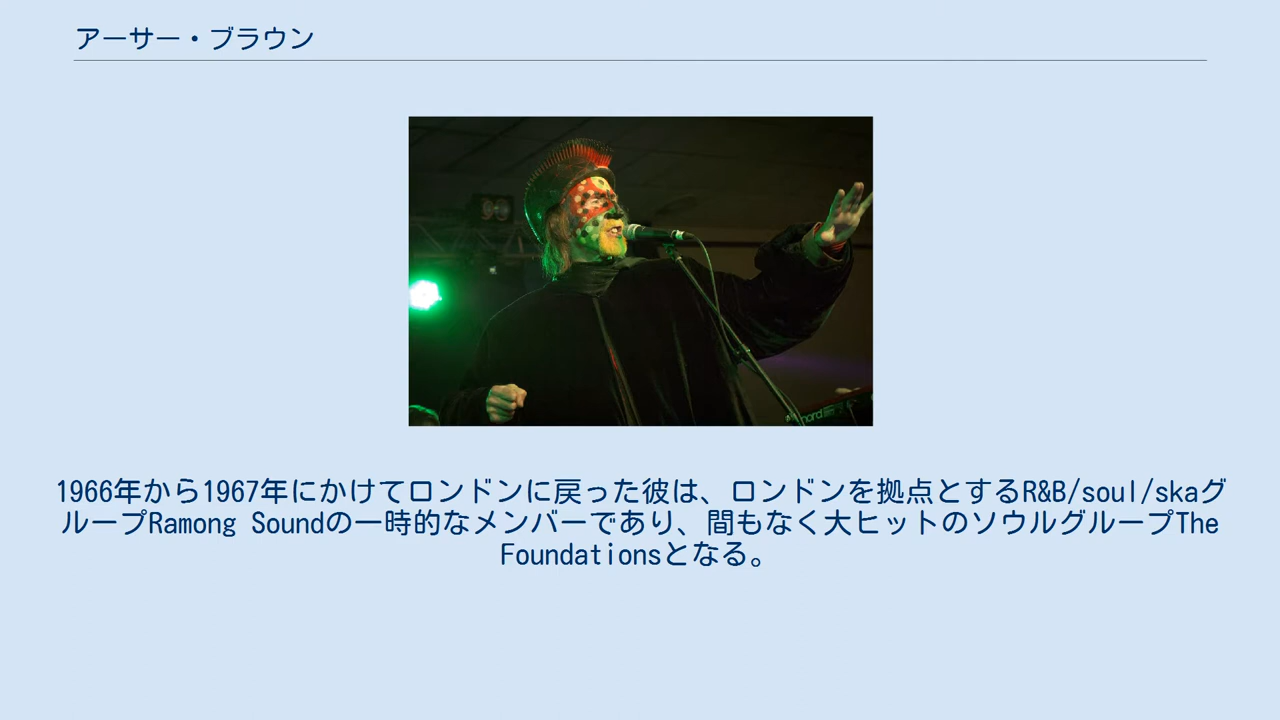 アーサー・ブラウン
90
nord
1966年から1967年にかけてロンドンに戻った彼は、ロンドンを拠点とするR&B/soul/skaグ
ループRamong Soundの一時的なメンバーであり、間もなく大ヒットのソウルグループThe
Foundationsとなる。